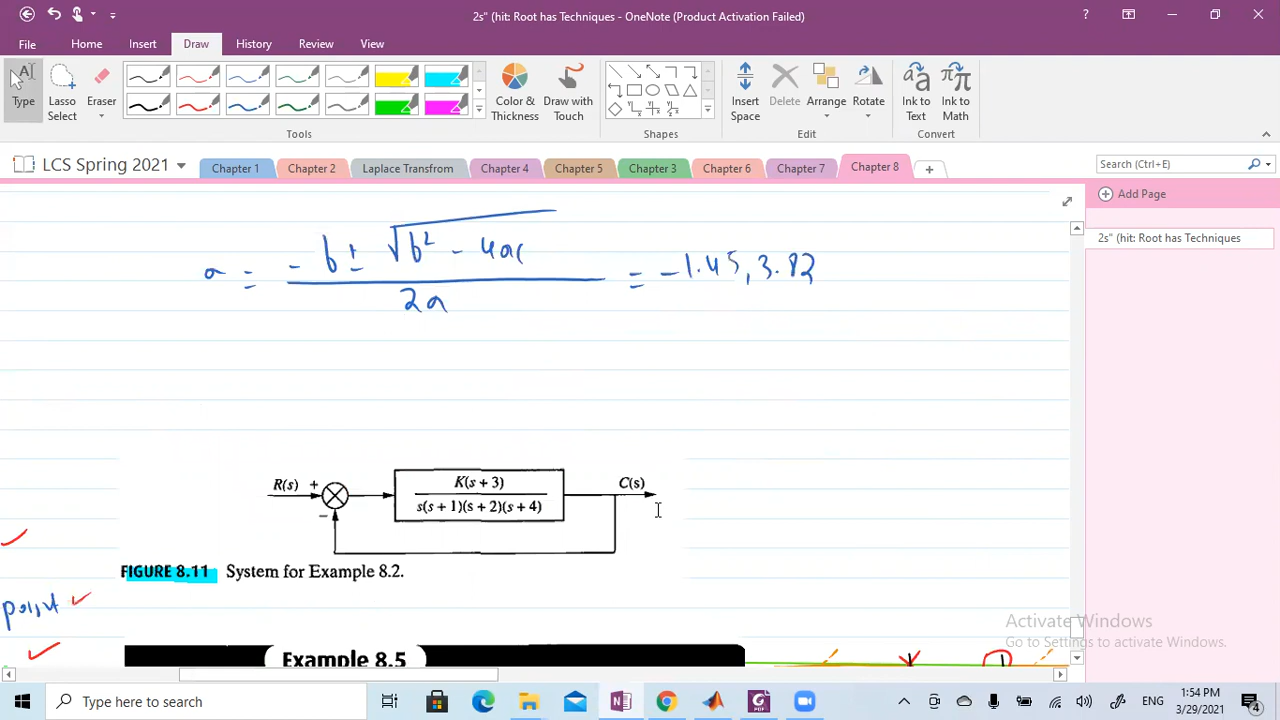 2s" (hit: Root has Techniques - OneNote (Product Activation Failed)
File Home Insert Draw History Review View
Type
Lasso Select
Eraser
Color & Thickness
Draw with Touch
Insert Space
Delete
Arrange
Rotate
Ink to Text
Ink to Math
Tools
Shapes
Edit
Convert
LCS Spring 2021
Chapter 1 Chapter 2 Laplace Transfrom Chapter 4 Chapter 5 Chapter 3 Chapter 6 Chapter 7 Chapter 8
Search (Ctrl+E)
Add Page
2s" (hit: Root has Techniques
a = -b ± √b² - 4ac / 2a = -1.45, 3.82
R(s) + K(s + 3) C(s)
s(s + 1)(s + 2)(s + 4)
−
FIGURE 8.11 System for Example 8.2.
point
Example 8.5
Activate Windows
Go to Settings to activate Windows.
Type here to search
ENG
1:54 PM
3/29/2021
4